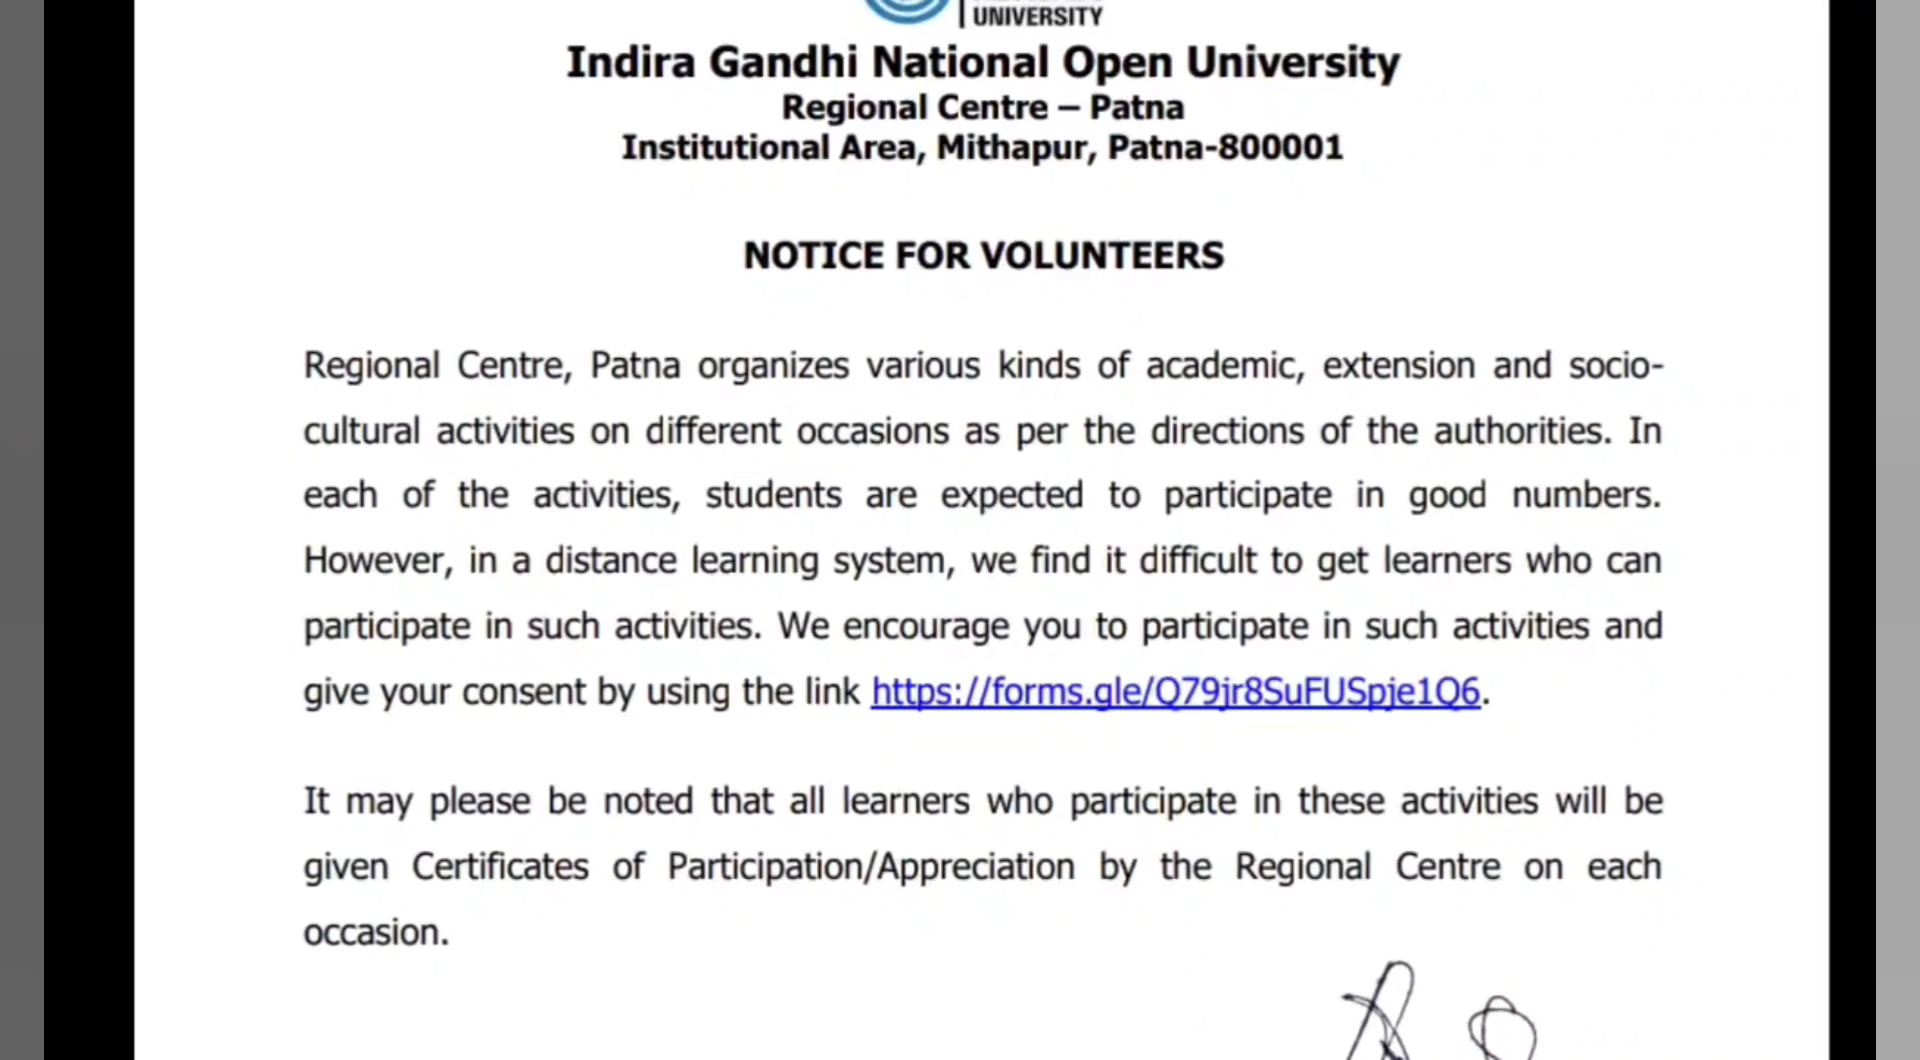 UNIVERSITY
Indira Gandhi National Open University
Regional Centre – Patna
Institutional Area, Mithapur, Patna-800001
NOTICE FOR VOLUNTEERS
Regional Centre, Patna organizes various kinds of academic, extension and socio-
cultural activities on different occasions as per the directions of the authorities. In
each of the activities, students are expected to participate in good numbers.
However, in a distance learning system, we find it difficult to get learners who can
participate in such activities. We encourage you to participate in such activities and
give your consent by using the link https://forms.gle/Q79jr8SuFUSpje1Q6.
It may please be noted that all learners who participate in these activities will be
given Certificates of Participation/Appreciation by the Regional Centre on each
occasion.